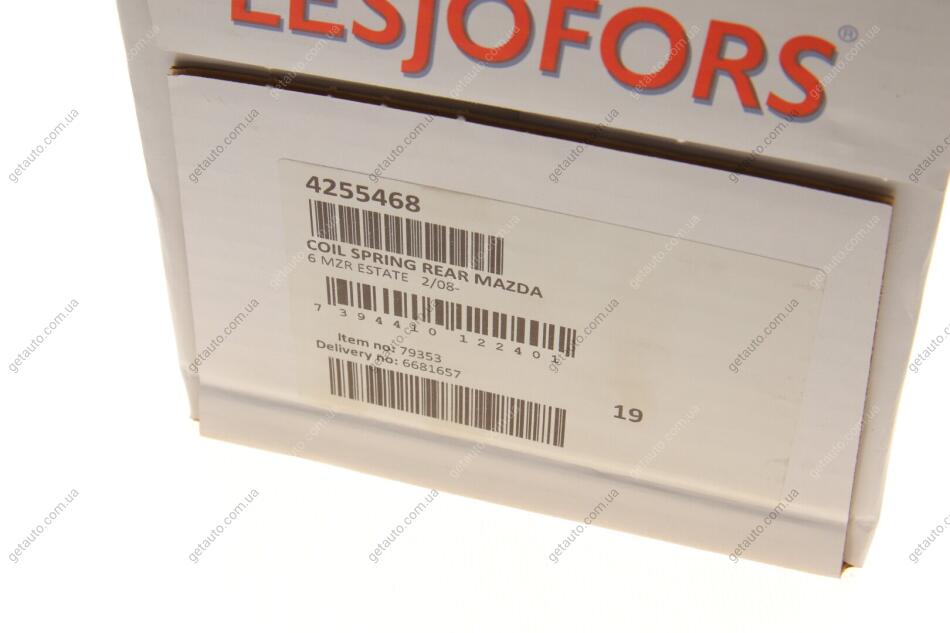 LESJOFORS®
4255468
COIL SPRING REAR MAZDA
6 MZR ESTATE 2/08-
7 394410 122401
Item no: 79353
Delivery no: 6681657
19
getauto.com.ua